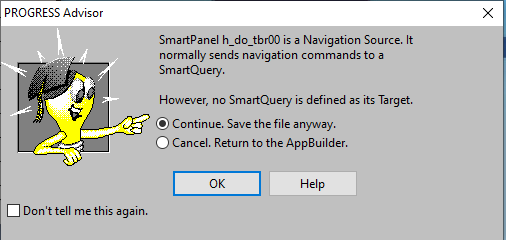 PROGRESS Advisor
SmartPanel h_do_tbr00 is a Navigation Source. It
normally sends navigation commands to a
SmartQuery.
However, no SmartQuery is defined as its Target.
Continue. Save the file anyway.
Cancel. Return to the AppBuilder.
OK
Help
Don't tell me this again.